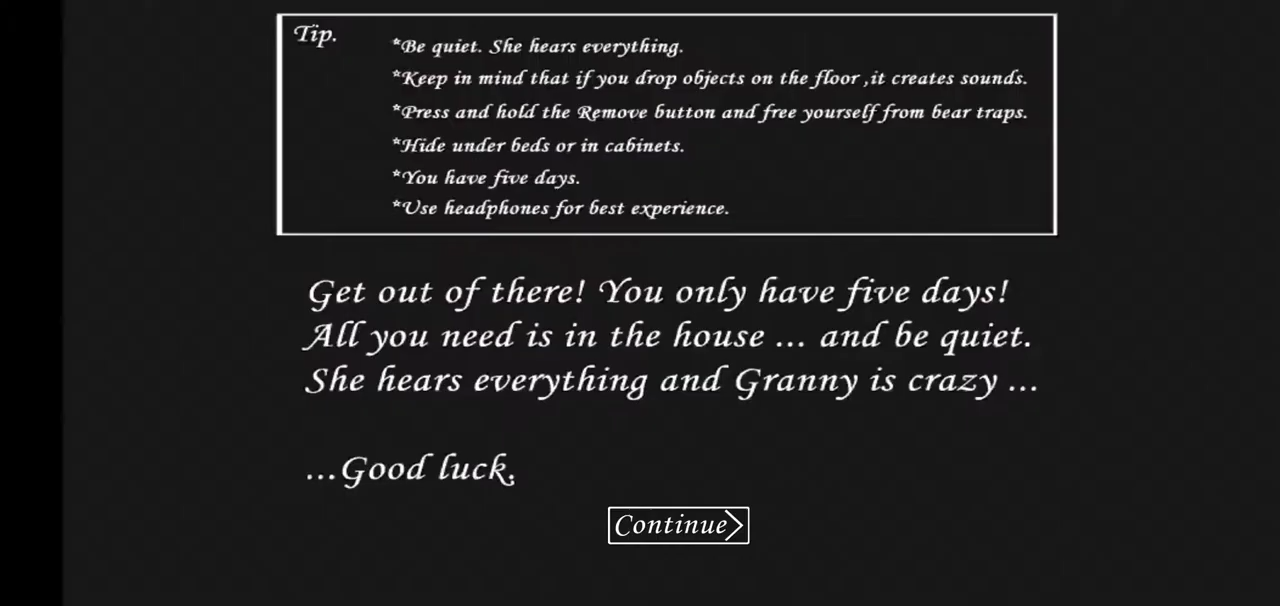 Tip.
*Be quiet. She hears everything.
*Keep in mind that if you drop objects on the floor ,it creates sounds.
*Press and hold the Remove button and free yourself from bear traps.
*Hide under beds or in cabinets.
*You have five days.
*Use headphones for best experience.
Get out of there! You only have five days!
All you need is in the house ... and be quiet.
She hears everything and Granny is crazy ...
...Good luck.
Continue